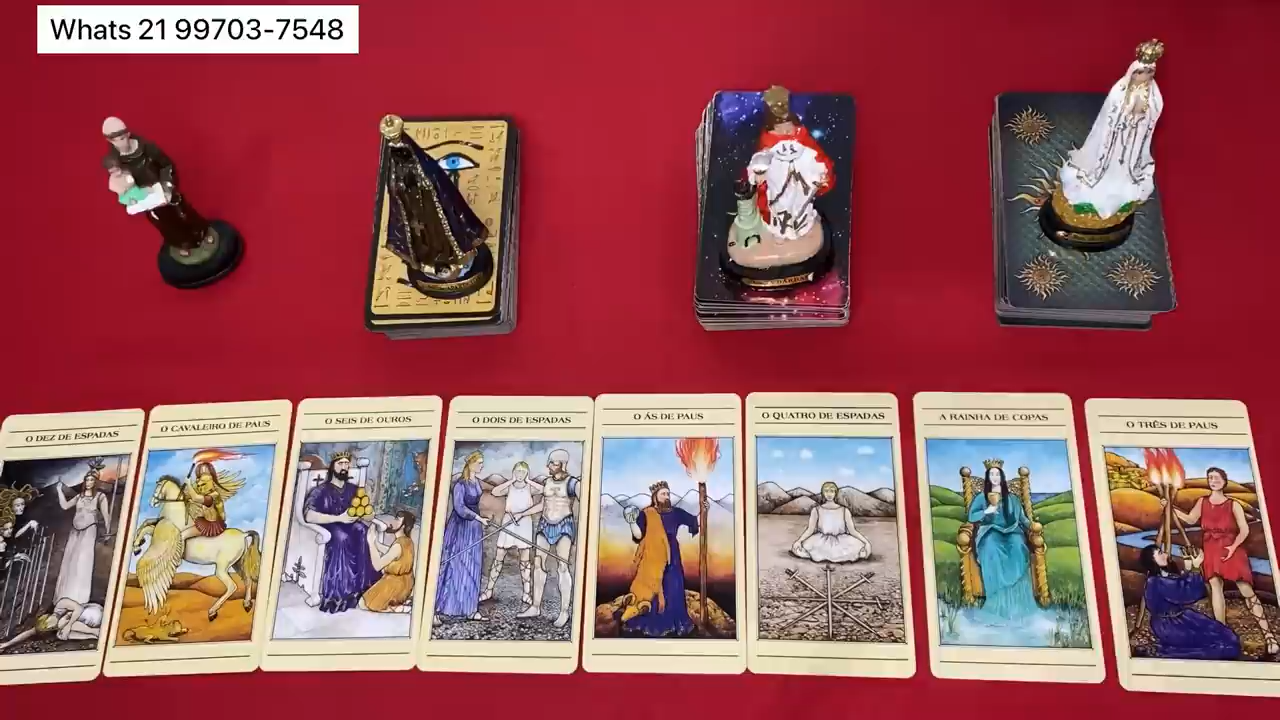 Whats 21 99703-7548
O DEZ DE ESPADAS
O CAVALEIRO DE PAUS
O SEIS DE OUROS
O DOIS DE ESPADAS
O ÁS DE PAUS
O QUATRO DE ESPADAS
A RAINHA DE COPAS
O TRÊS DE PAUS